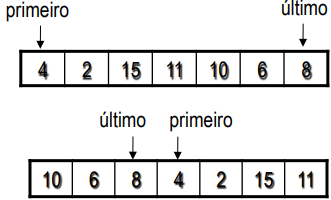 primeiro último
4 2 15 11 10 6 8
último primeiro
10 6 8 4 2 15 11